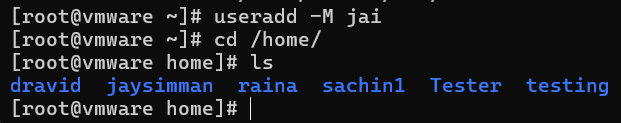 [root@vmware ~]# useradd -M jai
[root@vmware ~]# cd /home/
[root@vmware home]# ls
dravid  jaysimman  raina  sachin1  Tester  testing
[root@vmware home]#